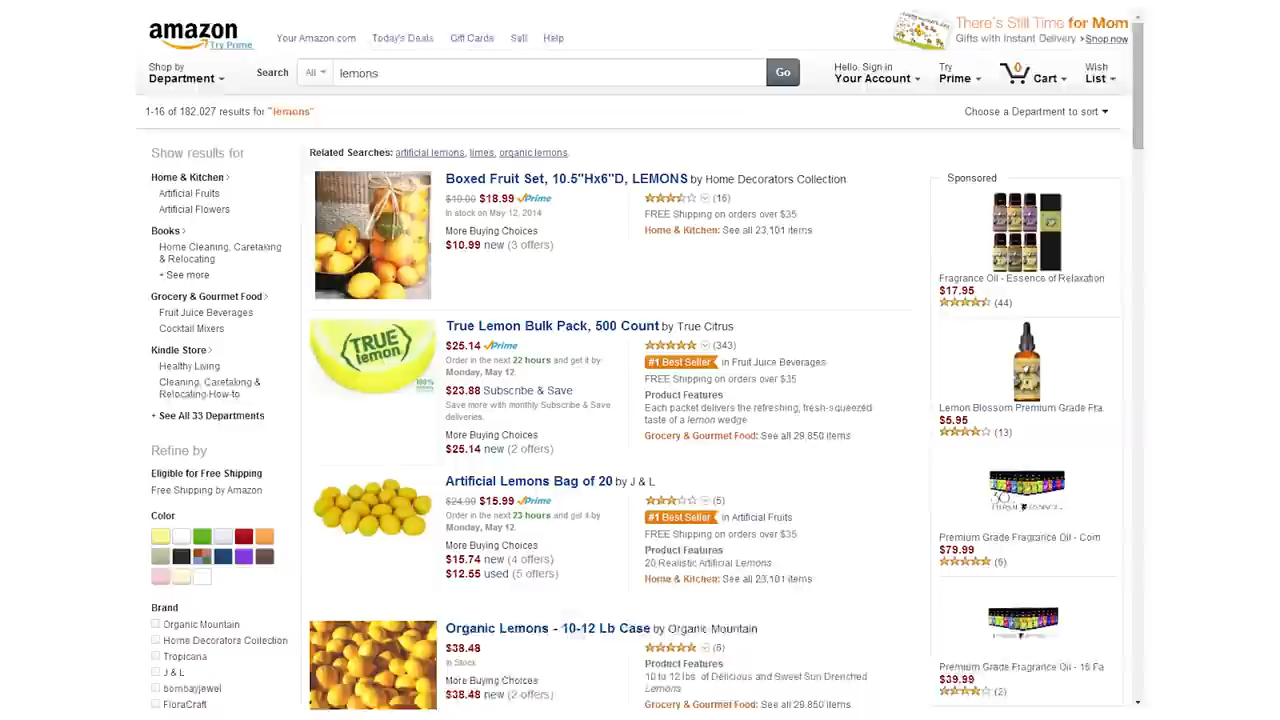 amazon
Try Prime
Your Amazon.com Today's Deals Gift Cards Sell Help
There's Still Time for Mom
Gifts with Instant Delivery >Shop now
Shop by
Department
Search
All
lemons
Go
Hello. Sign in
Your Account
Try
Prime
0
Cart
Wish
List
1-16 of 182,027 results for "lemons"
Choose a Department to sort
Show results for
Home & Kitchen
Artificial Fruits
Artificial Flowers
Books
Home Cleaning, Caretaking
& Relocating
+ See more
Grocery & Gourmet Food
Fruit Juice Beverages
Cocktail Mixers
Kindle Store
Healthy Living
Cleaning, Caretaking &
Relocating How-to
+ See All 33 Departments
Refine by
Eligible for Free Shipping
Free Shipping by Amazon
Color
Brand
Organic Mountain
Home Decorators Collection
Tropicana
J & L
bombayjewel
FloraCraft
Related Searches: artificial lemons, limes, organic lemons.
Boxed Fruit Set, 10.5"Hx6"D, LEMONS by Home Decorators Collection
$19.00 $18.99 Prime
In stock on May 12, 2014
More Buying Choices
$10.99 new (3 offers)
(16)
FREE Shipping on orders over $35
Home & Kitchen: See all 23,101 items
TRUE
lemon
100%
True Lemon Bulk Pack, 500 Count by True Citrus
$25.14 Prime
Order in the next 22 hours and get it by
Monday, May 12.
$23.88 Subscribe & Save
Save more with monthly Subscribe & Save
deliveries.
More Buying Choices
$25.14 new (2 offers)
(343)
#1 Best Seller in Fruit Juice Beverages
FREE Shipping on orders over $35
Product Features
Each packet delivers the refreshing, fresh-squeezed
taste of a lemon wedge
Grocery & Gourmet Food: See all 29,850 items
Artificial Lemons Bag of 20 by J & L
$24.99 $15.99 Prime
Order in the next 23 hours and get it by
Monday, May 12.
More Buying Choices
$15.74 new (4 offers)
$12.55 used (5 offers)
(5)
#1 Best Seller in Artificial Fruits
FREE Shipping on orders over $35
Product Features
20 Realistic Artificial Lemons
Home & Kitchen: See all 23,101 items
Organic Lemons - 10-12 Lb Case by Organic Mountain
$38.48
In Stock
More Buying Choices
$38.48 new (2 offers)
(6)
Product Features
10 to 12 lbs of Delicious and Sweet Sun Drenched
Lemons
Grocery & Gourmet Food: See all 29,850 items
Sponsored
Fragrance Oil - Essence of Relaxation
$17.95
(44)
Lemon Blossom Premium Grade Fra
$5.95
(13)
Premium Grade Fragrance Oil - Com
$79.99
(6)
Premium Grade Fragrance Oil - 16 Fa
$39.99
(2)